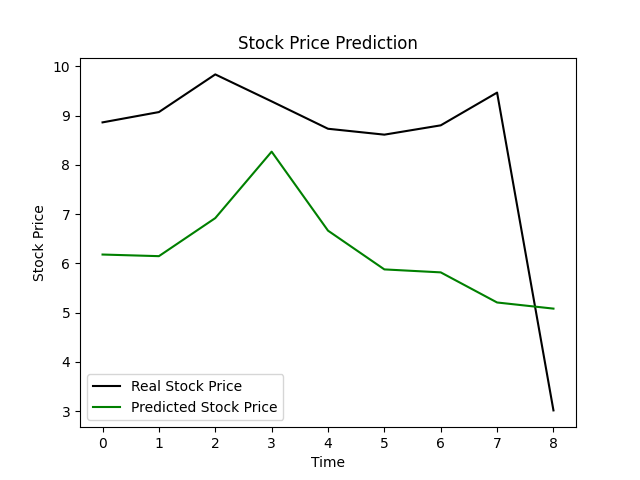 Stock Price Prediction
10
9
8
7
6
5
4
3
Stock Price
Real Stock Price
Predicted Stock Price
0 1 2 3 4 5 6 7 8
Time